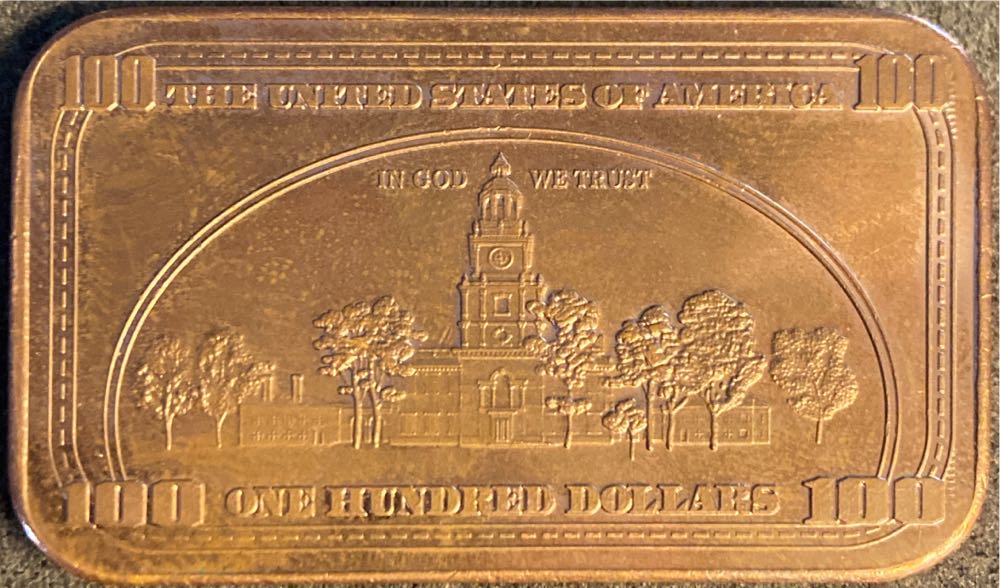 100 THE UNITED STATES OF AMERICA 100
IN GOD WE TRUST
100 ONE HUNDRED DOLLARS 100